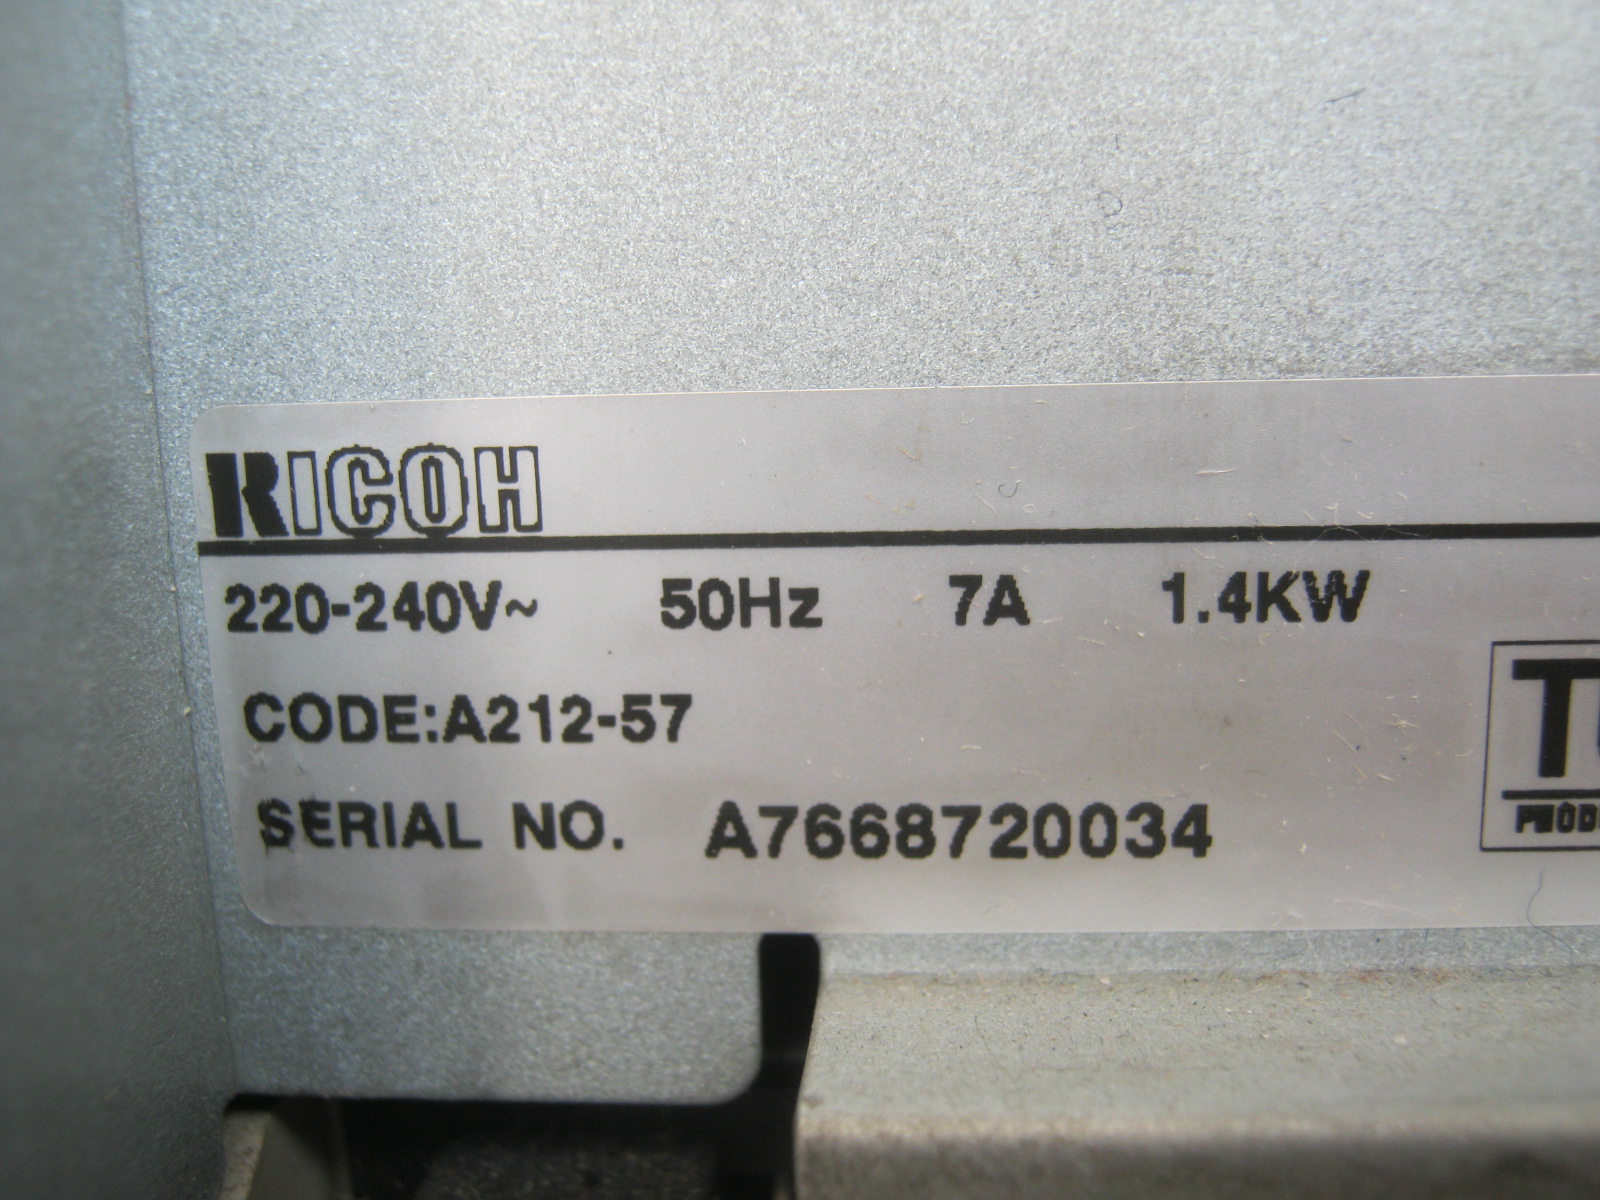 RICOH
220-240V~ 50Hz 7A 1.4KW
CODE:A212-57
SERIAL NO. A7668720034